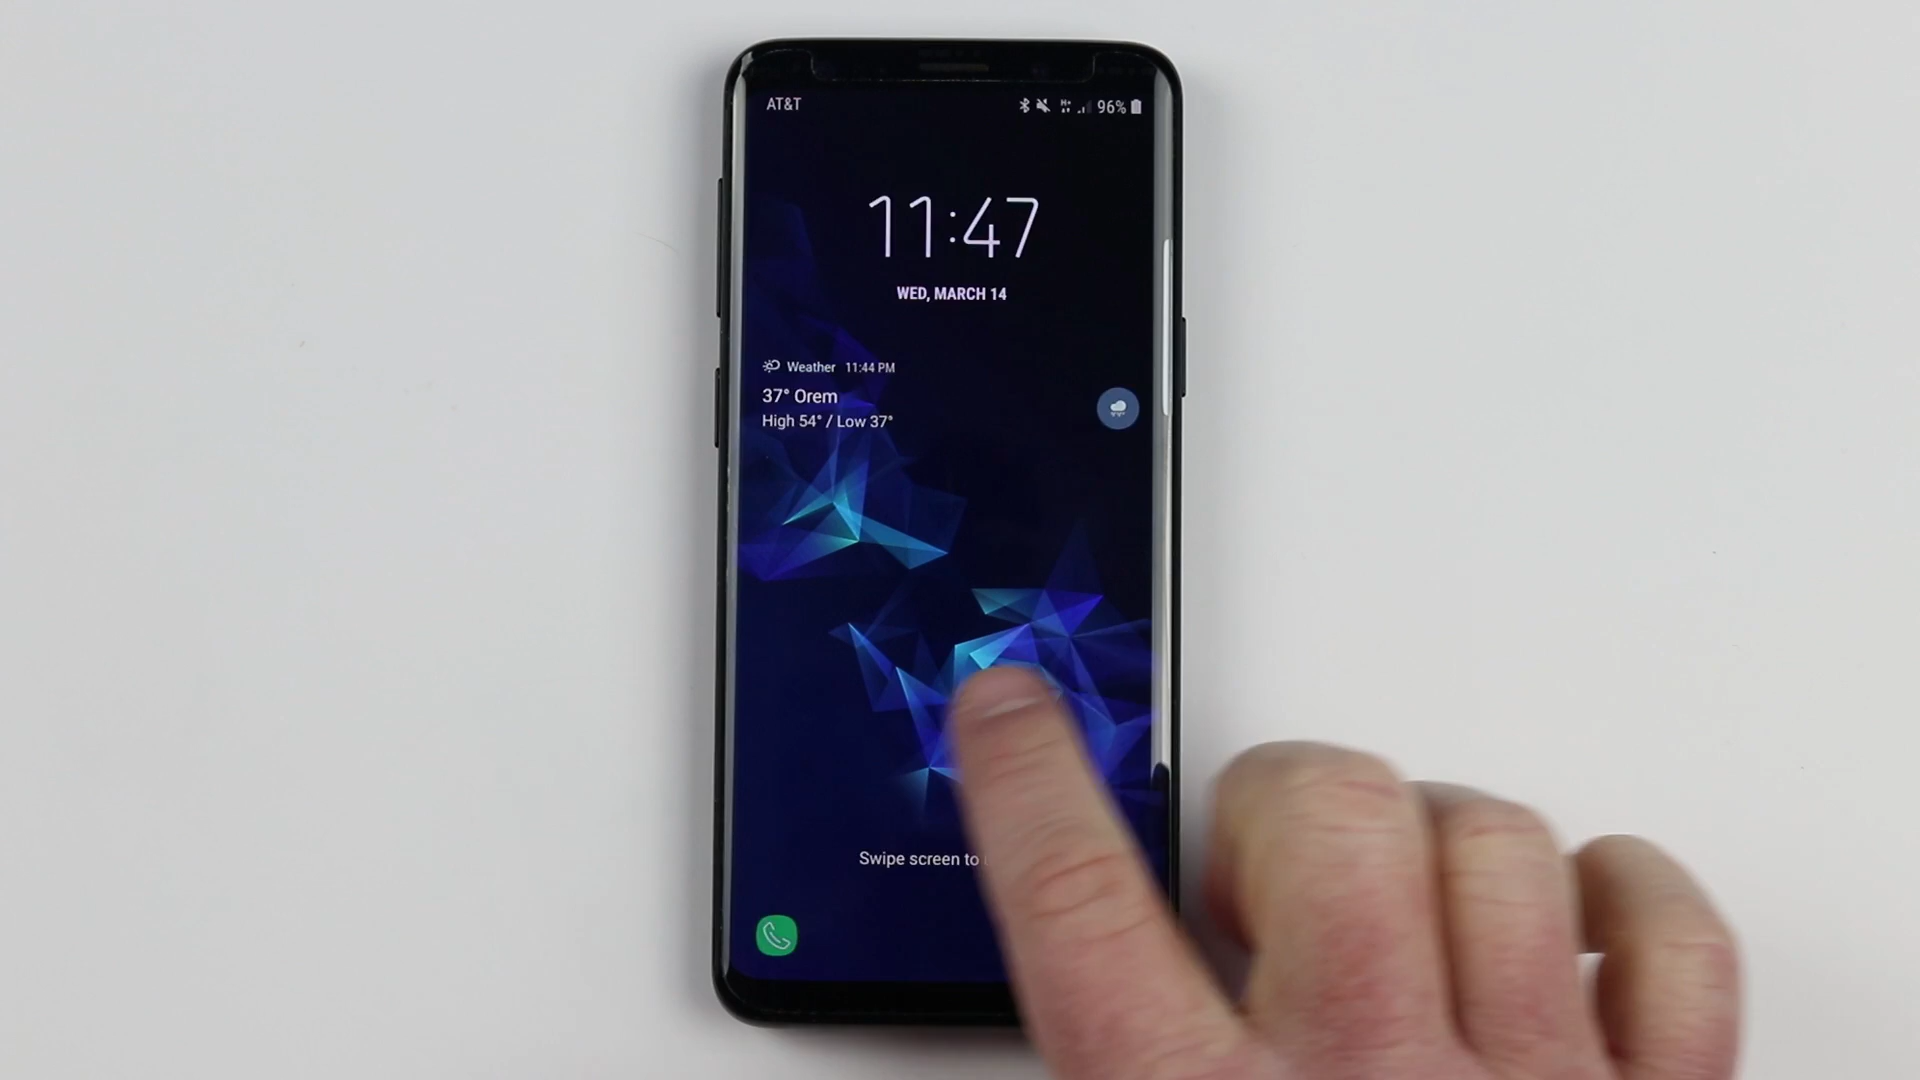 AT&T
96%
11:47
WED, MARCH 14
Weather 11:44 PM
37° Orem
High 54° / Low 37°
Swipe screen to